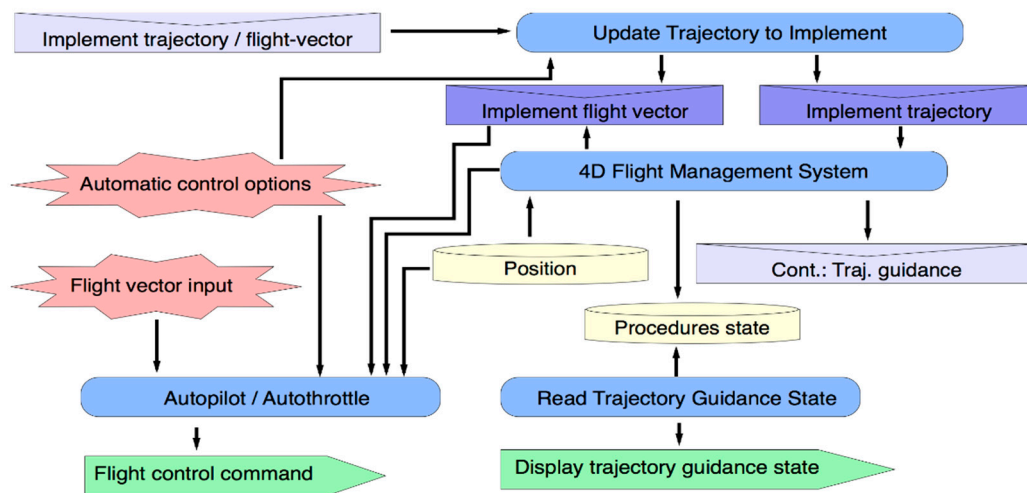 Implement trajectory / flight-vector
Update Trajectory to Implement
Implement flight vector
Implement trajectory
Automatic control options
4D Flight Management System
Flight vector input
Position
Cont.: Traj. guidance
Procedures state
Autopilot / Autothrottle
Read Trajectory Guidance State
Flight control command
Display trajectory guidance state